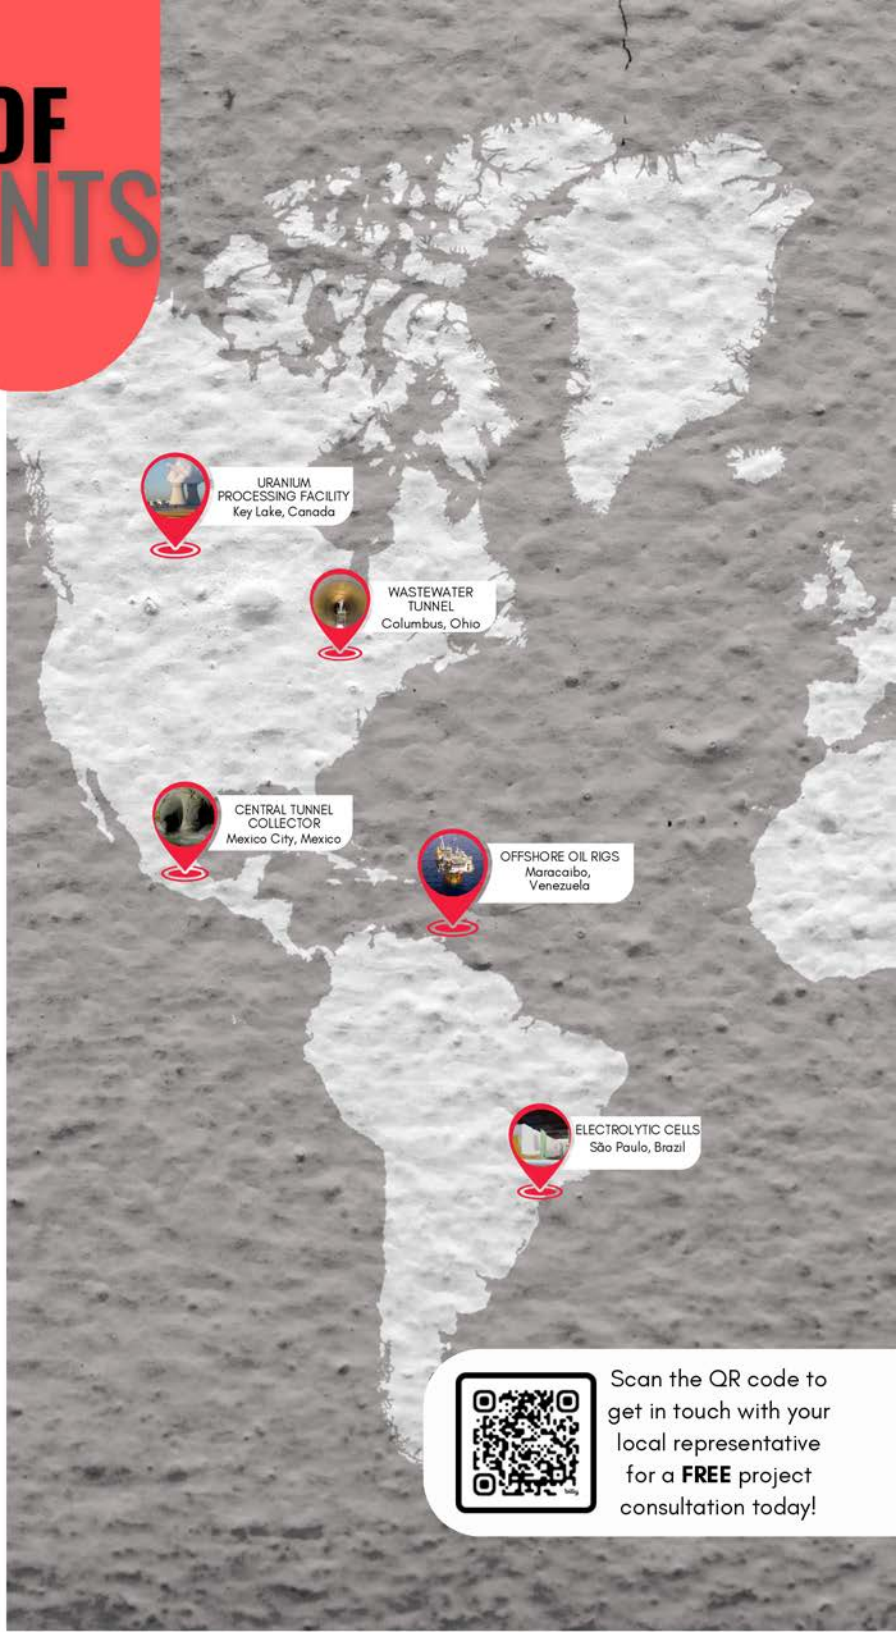 OF
NTS
URANIUM
PROCESSING FACILITY
Key Lake, Canada
WASTEWATER
TUNNEL
Columbus, Ohio
CENTRAL TUNNEL
COLLECTOR
Mexico City, Mexico
OFFSHORE OIL RIGS
Maracaibo,
Venezuela
ELECTROLYTIC CELLS
São Paulo, Brazil
Scan the QR code to
get in touch with your
local representative
for a FREE project
consultation today!